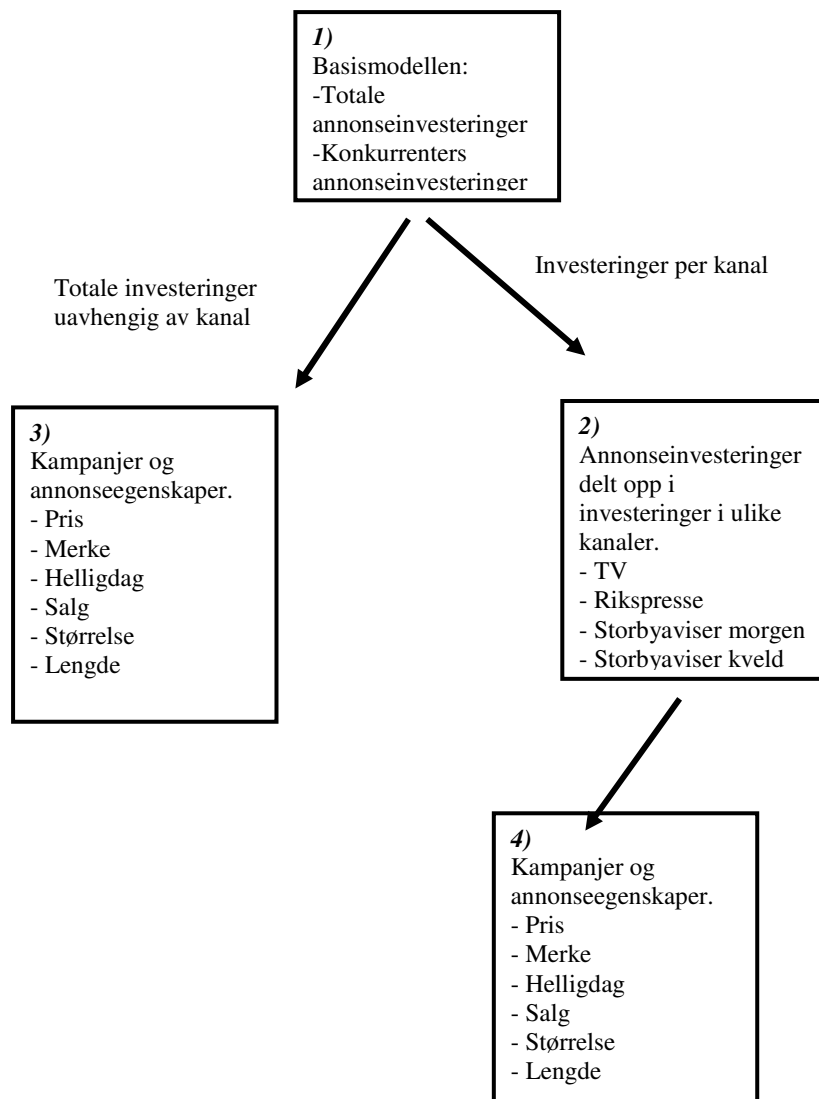 1)
Basismodellen:
-Totale
annonseinvesteringer
-Konkurrenters
annonseinvesteringer
Investeringer per kanal
Totale investeringer
uavhengig av kanal
3)
Kampanjer og
annonseegenskaper.
- Pris
- Merke
- Helligdag
- Salg
- Størrelse
- Lengde
2)
Annonseinvesteringer
delt opp i
investeringer i ulike
kanaler.
- TV
- Rikspresse
- Storbyaviser morgen
- Storbyaviser kveld
4)
Kampanjer og
annonseegenskaper.
- Pris
- Merke
- Helligdag
- Salg
- Størrelse
- Lengde